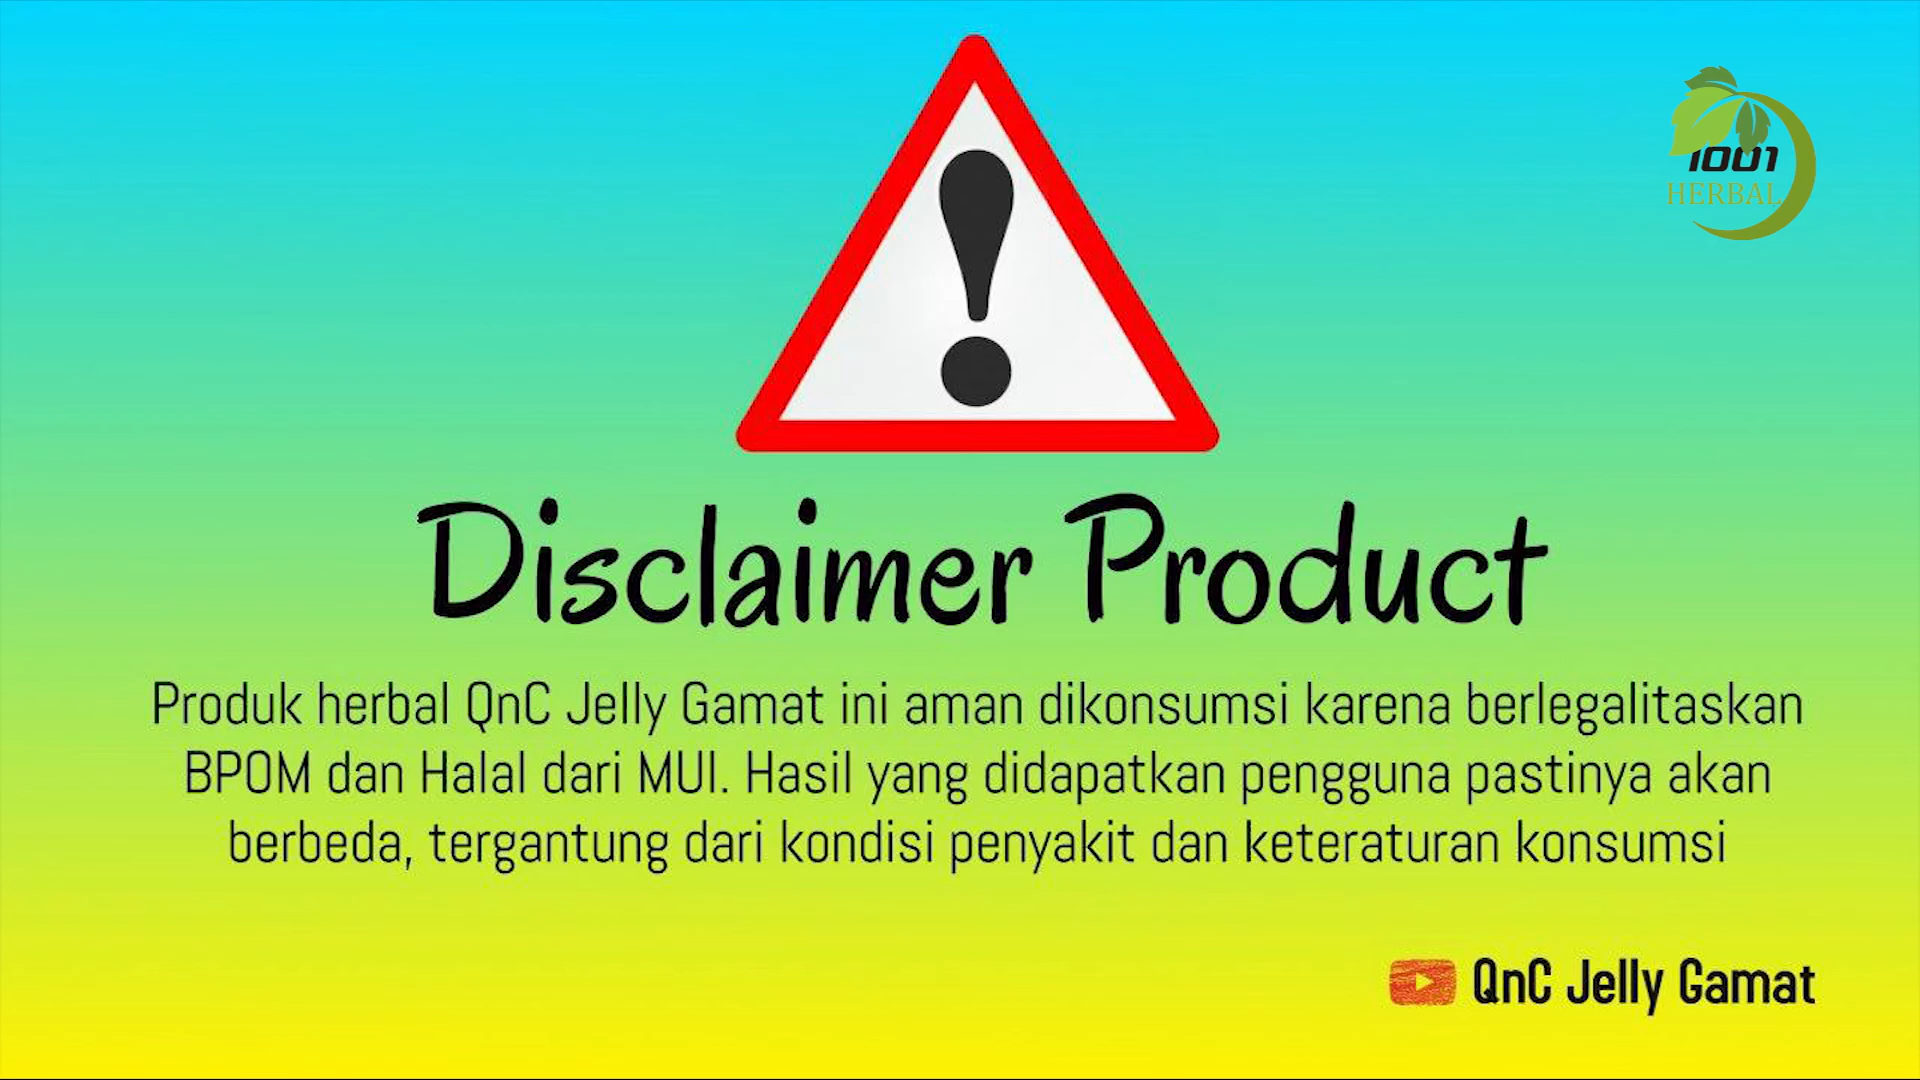 1001
HERBAL
Disclaimer Product
Produk herbal QnC Jelly Gamat ini aman dikonsumsi karena berlegalitaskan
BPOM dan Halal dari MUI. Hasil yang didapatkan pengguna pastinya akan
berbeda, tergantung dari kondisi penyakit dan keteraturan konsumsi
QnC Jelly Gamat